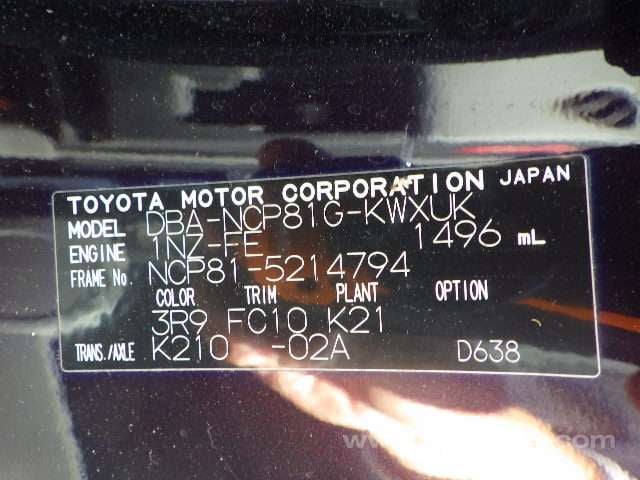 TOYOTA MOTOR CORPORATION JAPAN
MODEL DBA-NCP81G-KWXUK
ENGINE 1NZ-FE 1496 mL
FRAME No. NCP81-5214794
COLOR TRIM PLANT OPTION
3R9 FC10 K21
TRANS./AXLE K210 -02A D638